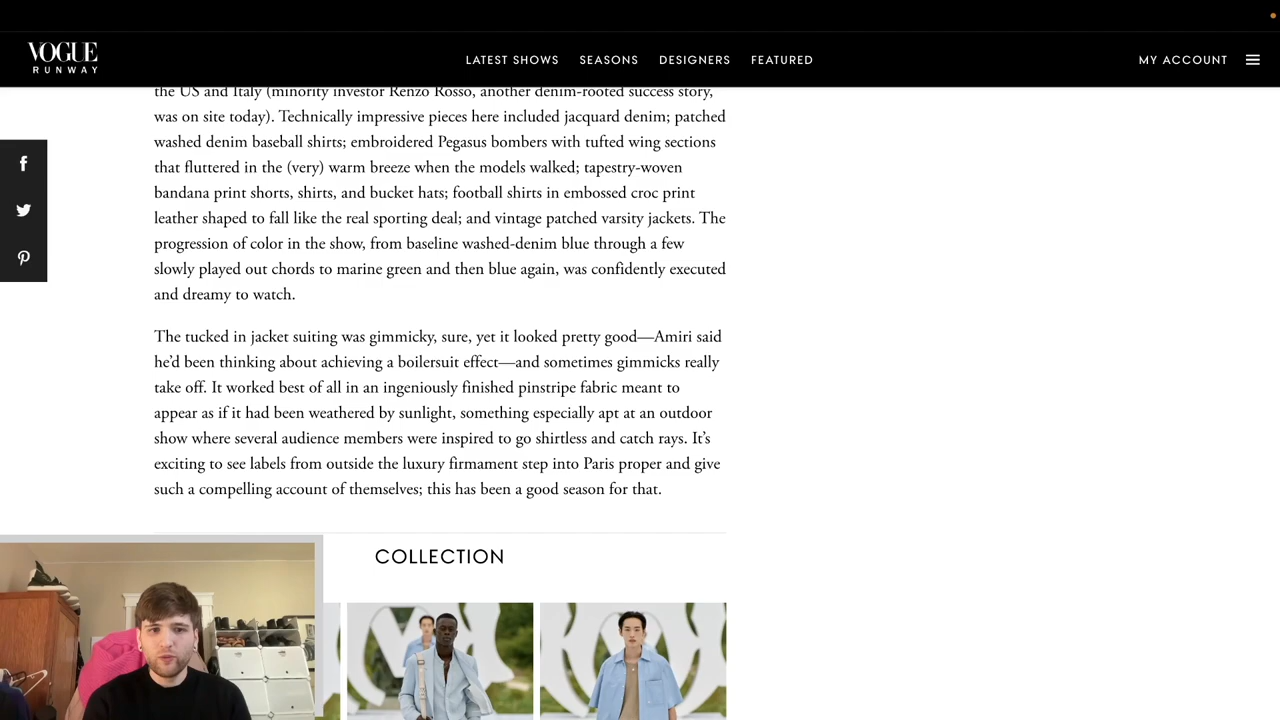 VOGUE
RUNWAY
LATEST SHOWS
SEASONS
DESIGNERS
FEATURED
MY ACCOUNT
the US and Italy (minority investor Renzo Rosso, another denim-rooted success story,
was on site today). Technically impressive pieces here included jacquard denim; patched
washed denim baseball shirts; embroidered Pegasus bombers with tufted wing sections
that fluttered in the (very) warm breeze when the models walked; tapestry-woven
bandana print shorts, shirts, and bucket hats; football shirts in embossed croc print
leather shaped to fall like the real sporting deal; and vintage patched varsity jackets. The
progression of color in the show, from baseline washed-denim blue through a few
slowly played out chords to marine green and then blue again, was confidently executed
and dreamy to watch.
The tucked in jacket suiting was gimmicky, sure, yet it looked pretty good—Amiri said
he’d been thinking about achieving a boilersuit effect—and sometimes gimmicks really
take off. It worked best of all in an ingeniously finished pinstripe fabric meant to
appear as if it had been weathered by sunlight, something especially apt at an outdoor
show where several audience members were inspired to go shirtless and catch rays. It’s
exciting to see labels from outside the luxury firmament step into Paris proper and give
such a compelling account of themselves; this has been a good season for that.
COLLECTION